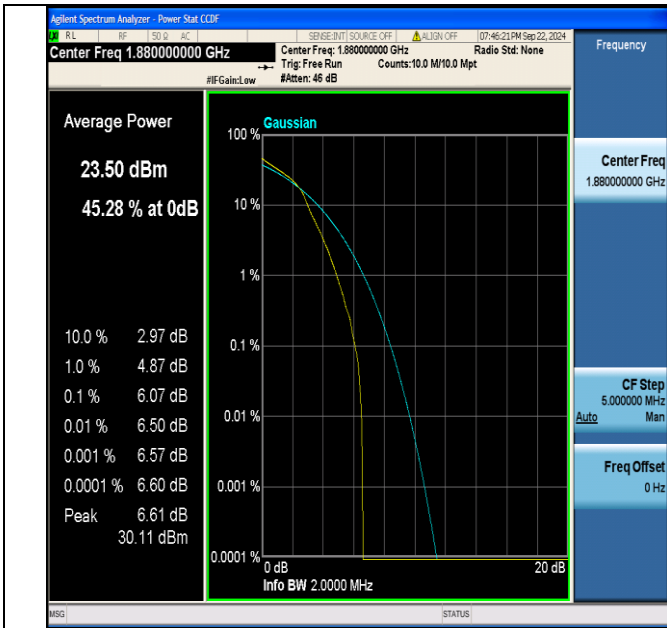 Agilent Spectrum Analyzer - Power Stat CCDF
RL RF 50 Ω AC SENSE:INT SOURCE OFF ALIGN OFF 07:46:21 PM Sep 22, 2024
Center Freq 1.880000000 GHz
Center Freq: 1.880000000 GHz Radio Std: None
Trig: Free Run Counts:10.0 M/10.0 Mpt
#IFGain:Low #Atten: 46 dB
Average Power
23.50 dBm
45.28 % at 0dB
10.0 % 2.97 dB
1.0 % 4.87 dB
0.1 % 6.07 dB
0.01 % 6.50 dB
0.001 % 6.57 dB
0.0001 % 6.60 dB
Peak 6.61 dB
30.11 dBm
Gaussian
100 %
10 %
1 %
0.1 %
0.01 %
0.001 %
0.0001 %
0 dB 20 dB
Info BW 2.0000 MHz
Frequency
Center Freq
1.880000000 GHz
CF Step
5.000000 MHz
Auto Man
Freq Offset
0 Hz
MSG STATUS